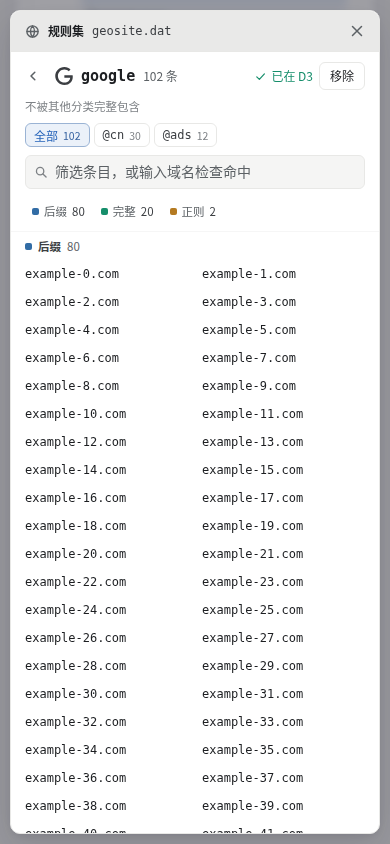 规则集 geosite.dat
google 102 条 已在 D3 移除
不被其他分类完整包含
全部 102 @cn 30 @ads 12
筛选条目，或输入域名检查命中
后缀 80 完整 20 正则 2
后缀 80
example-0.com example-1.com
example-2.com example-3.com
example-4.com example-5.com
example-6.com example-7.com
example-8.com example-9.com
example-10.com example-11.com
example-12.com example-13.com
example-14.com example-15.com
example-16.com example-17.com
example-18.com example-19.com
example-20.com example-21.com
example-22.com example-23.com
example-24.com example-25.com
example-26.com example-27.com
example-28.com example-29.com
example-30.com example-31.com
example-32.com example-33.com
example-34.com example-35.com
example-36.com example-37.com
example-38.com example-39.com
example-40.com example-41.com